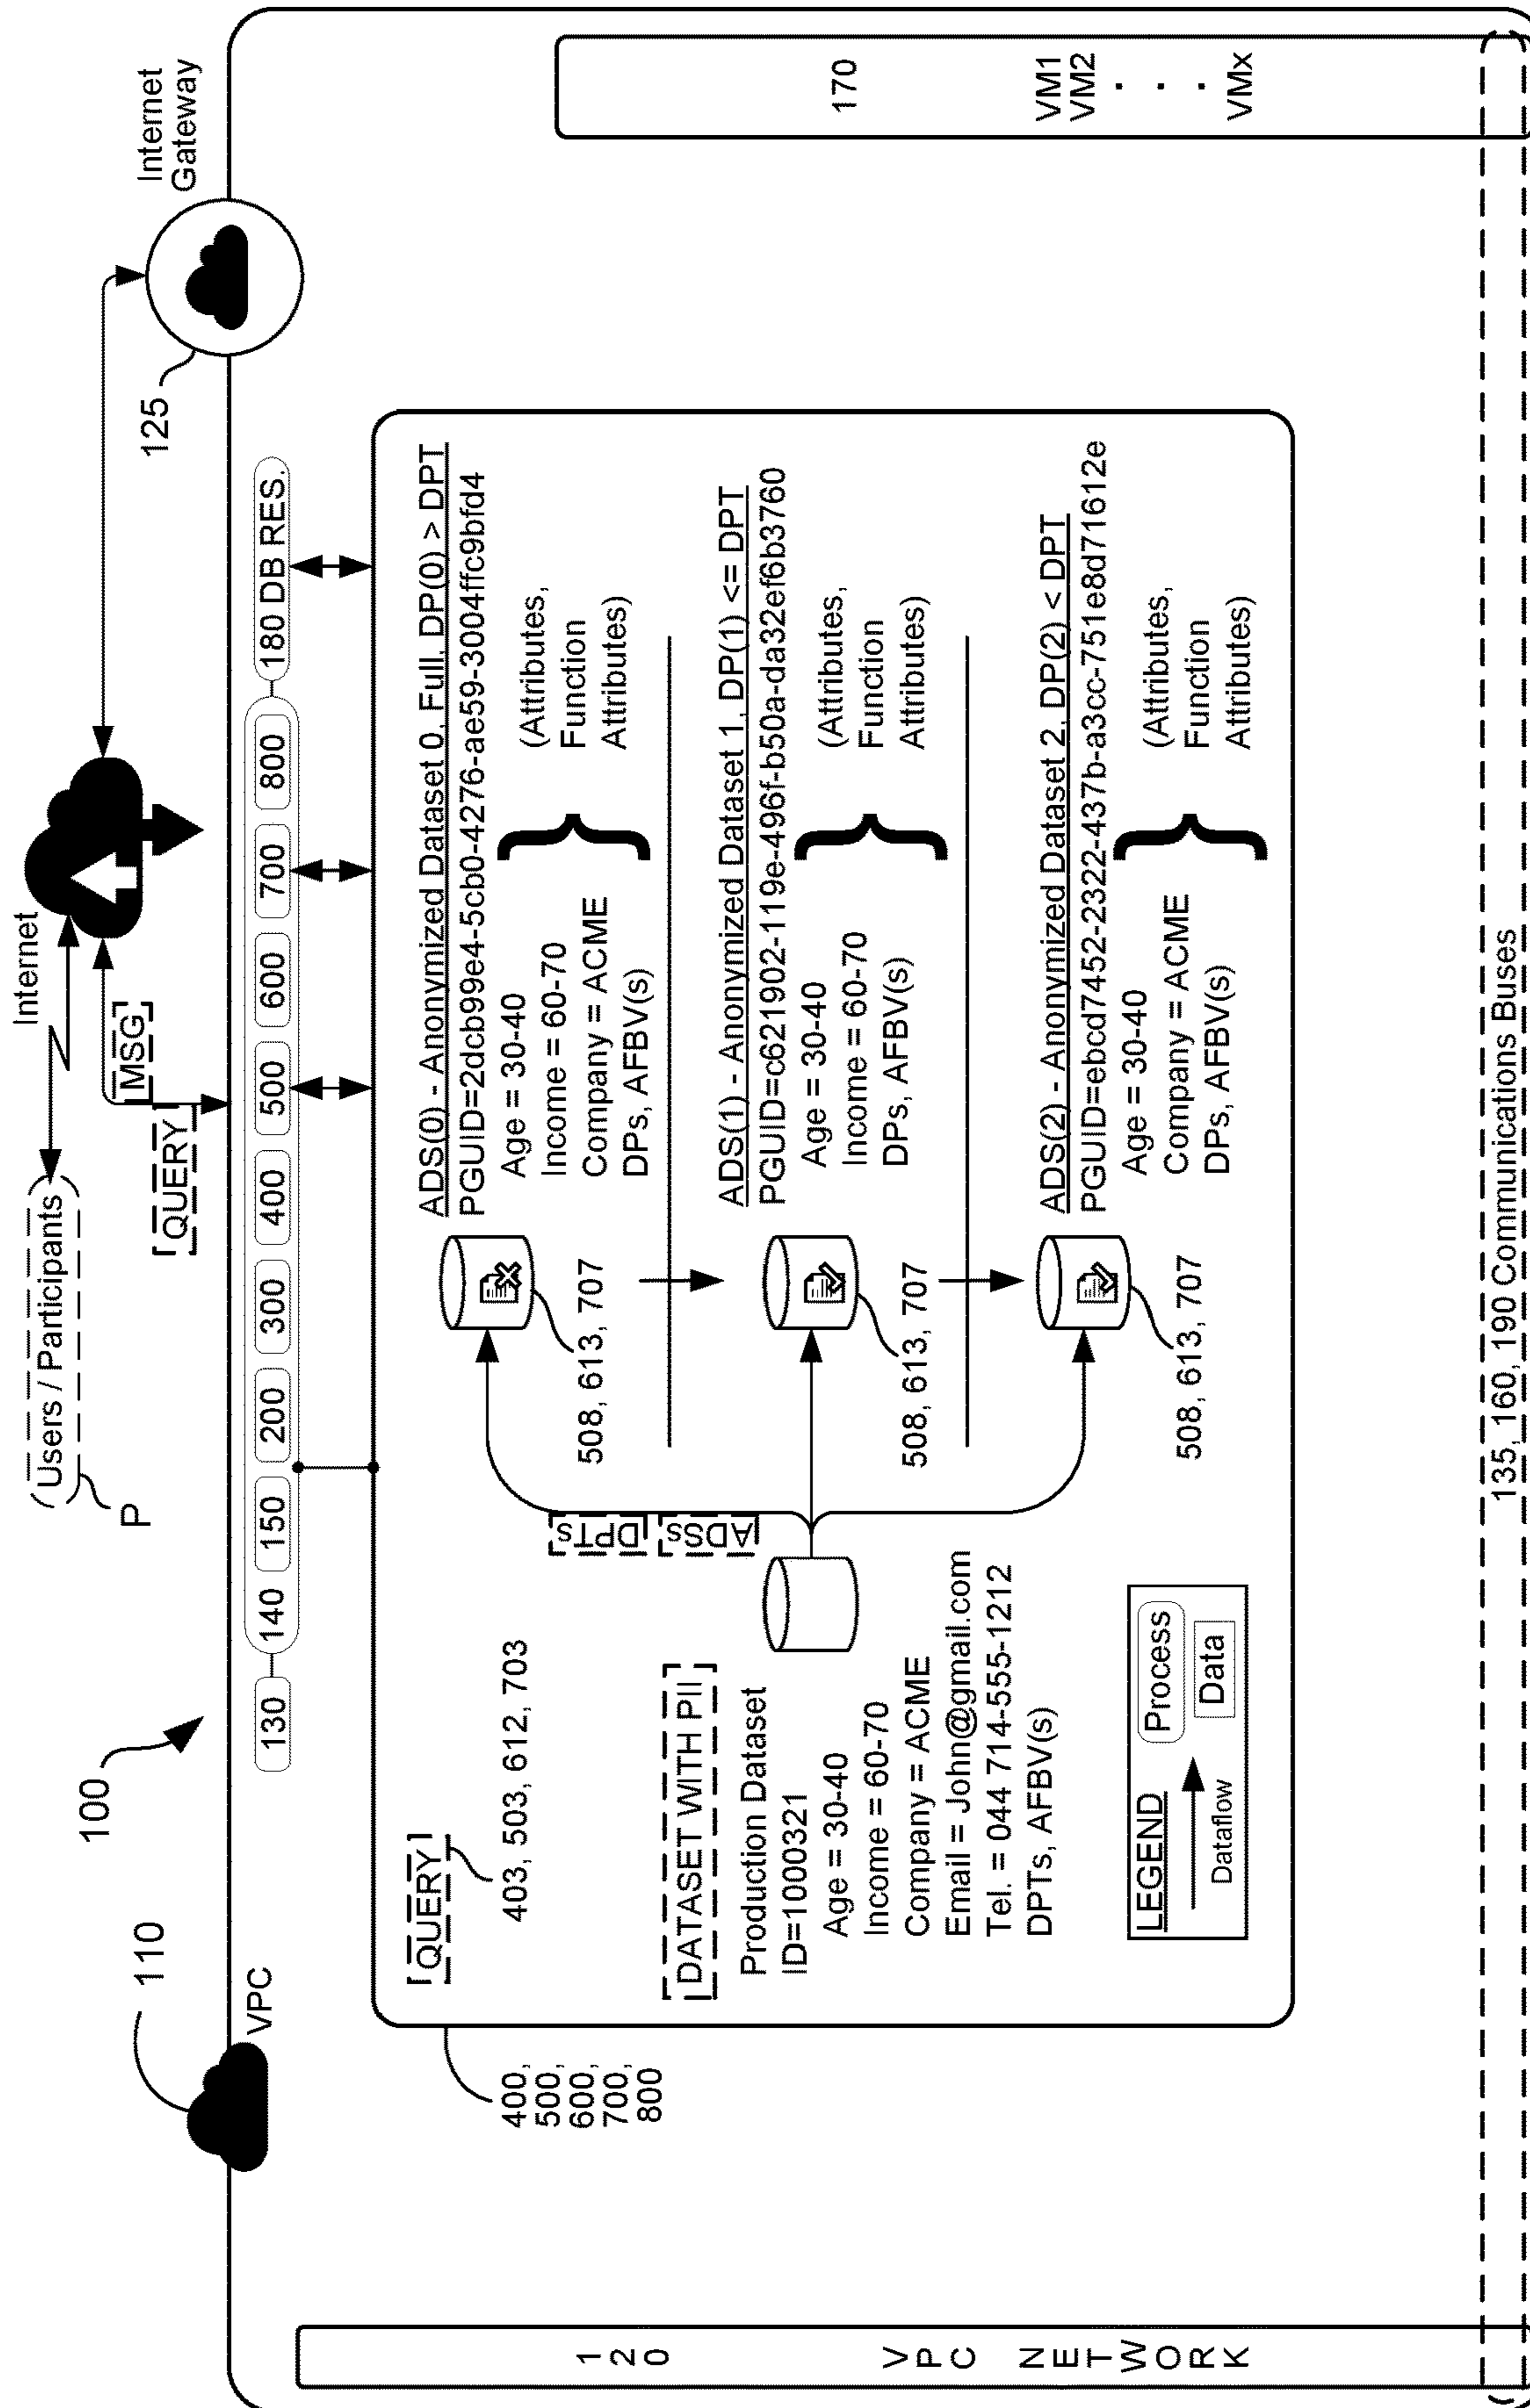 100
110
VPC
(Users / Participants)
P
Internet
MSG
QUERY
Internet
Gateway
125
130
140
150
200
300
400
500
600
700
800
180 DB RES.
120
VPC NETWORK
400,
500,
600,
700,
800
QUERY
403, 503, 612, 703
DATASET WITH PII
Production Dataset
ID=1000321
Age = 30-40
Income = 60-70
Company = ACME
Email = John@gmail.com
Tel. = 044 714-555-1212
DPTs, AFBV(s)
LEGEND
Dataflow
Process
Data
DPTs
ADSs
ADS(0) - Anonymized Dataset 0, Full, DP(0) > DPT
PGUID=2dcb99e4-5cb0-4276-ae59-3004ffc9bfd4
Age = 30-40
Income = 60-70
Company = ACME
DPs, AFBV(s)
(Attributes,
Function
Attributes)
508, 613, 707
ADS(1) - Anonymized Dataset 1, DP(1) <= DPT
PGUID=c621902-119e-496f-b50a-da32ef6b3760
Age = 30-40
Income = 60-70
DPs, AFBV(s)
(Attributes,
Function
Attributes)
508, 613, 707
ADS(2) - Anonymized Dataset 2, DP(2) < DPT
PGUID=ebcd7452-2322-437b-a3cc-751e8d71612e
Age = 30-40
Company = ACME
DPs, AFBV(s)
(Attributes,
Function
Attributes)
508, 613, 707
170
VM1
VM2
.
.
.
VMx
135, 160, 190 Communications Buses